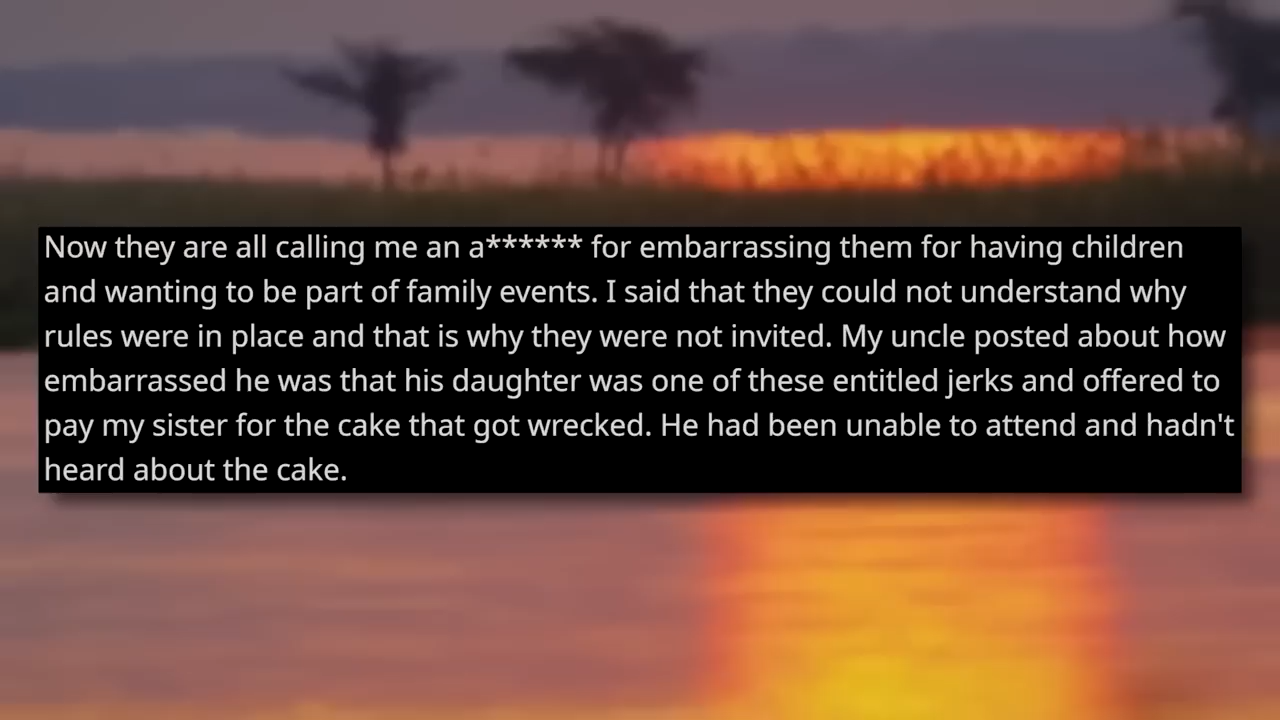 Now they are all calling me an a****** for embarrassing them for having children
and wanting to be part of family events. I said that they could not understand why
rules were in place and that is why they were not invited. My uncle posted about how
embarrassed he was that his daughter was one of these entitled jerks and offered to
pay my sister for the cake that got wrecked. He had been unable to attend and hadn't
heard about the cake.